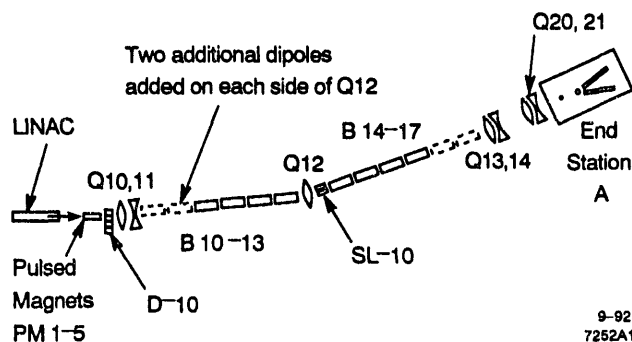 Q20, 21
Two additional dipoles
added on each side of Q12
LINAC
B 14–17
End
Station
A
Q12
Q10,11
Q13,14
B 10–13
SL–10
Pulsed
Magnets
PM 1–5
D–10
9–92
7252A1